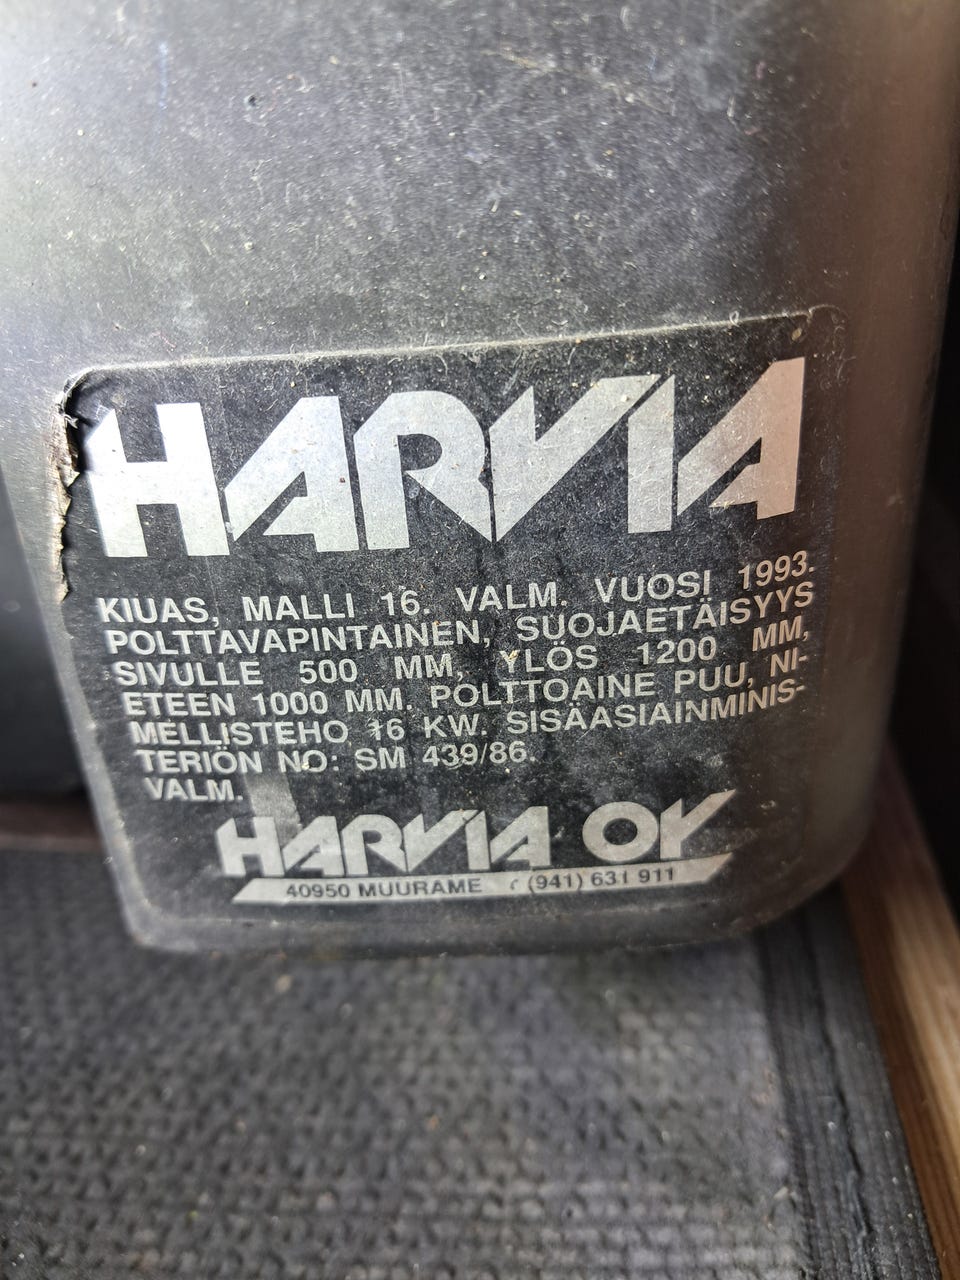 HARVIA
KIUAS, MALLI 16. VALM. VUOSI 1993.
POLTTAVAPINTAINEN, SUOJAETÄISYYS
SIVULLE 500 MM, YLÖS 1200 MM,
ETEEN 1000 MM. POLTTOAINE PUU, NI-
MELLISTEHO 16 KW. SISÄASIAINMINIS-
TERIÖN NO: SM 439/86.
VALM.
HARVIA OY
40950 MUURAME (941) 631 911